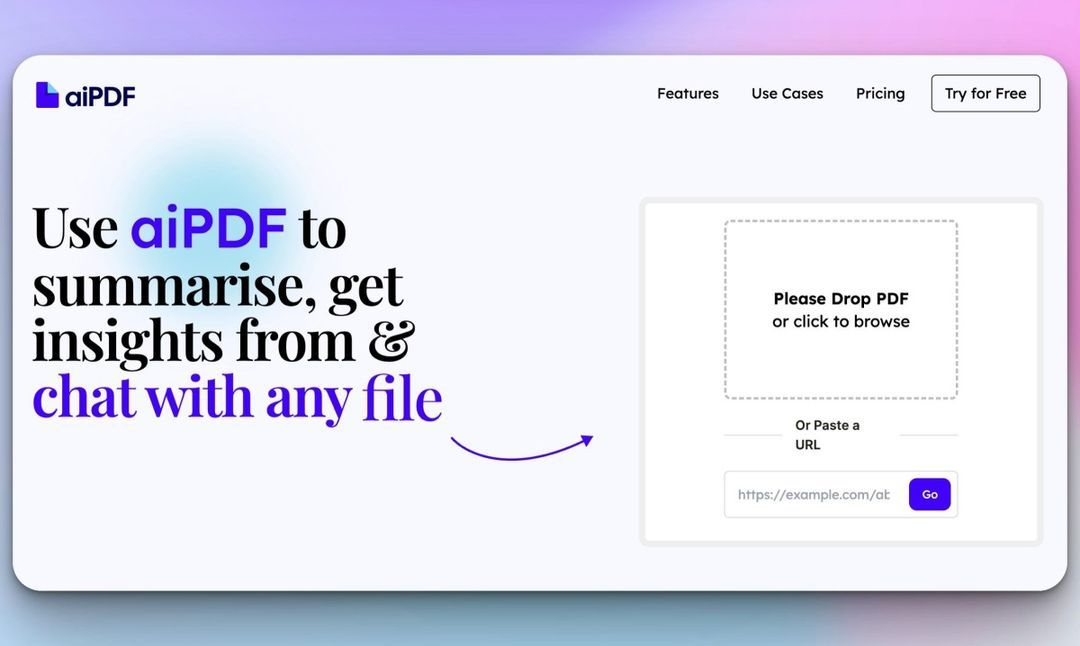 aiPDF
Features
Use Cases
Pricing
Try for Free
Use aiPDF to
summarise, get
insights from &
chat with any file
Please Drop PDF
or click to browse
Or Paste a
URL
https://example.com/ab
Go